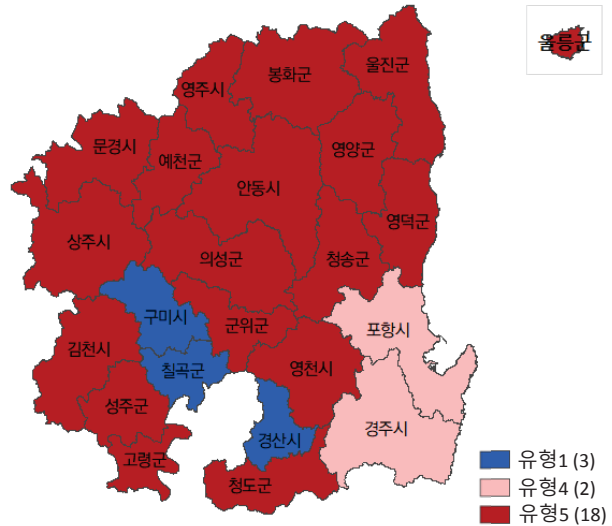 울릉군
봉화군
울진군
영주시
문경시
예천군
영양군
안동시
영덕군
상주시
의성군
청송군
구미시
군위군
포항시
김천시
칠곡군
영천시
성주군
경주시
경산시
고령군
청도군
유형1 (3)
유형4 (2)
유형5 (18)